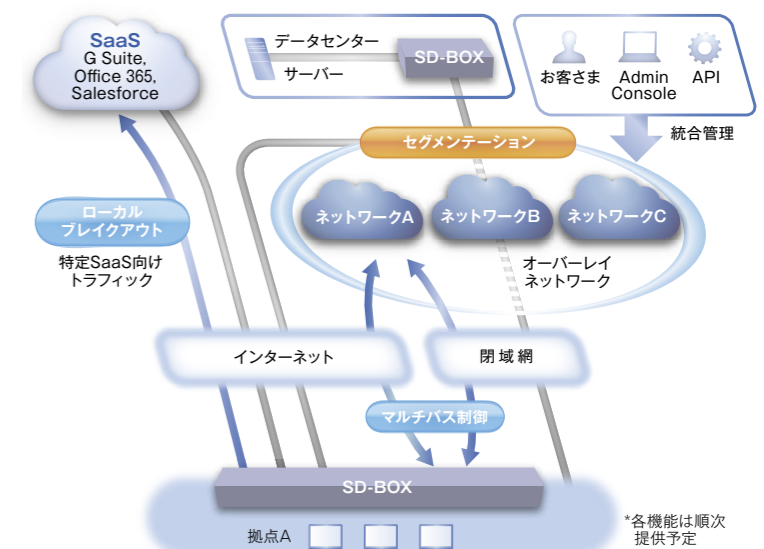 SaaS
G Suite,
Office 365,
Salesforce
データセンター
サーバー
SD-BOX
お客さま
Admin
Console
API
統合管理
セグメンテーション
ネットワークA
ネットワークB
ネットワークC
オーバーレイ
ネットワーク
ローカル
ブレイクアウト
特定SaaS向け
トラフィック
インターネット
閉域網
マルチパス制御
SD-BOX
拠点A
*各機能は順次
提供予定